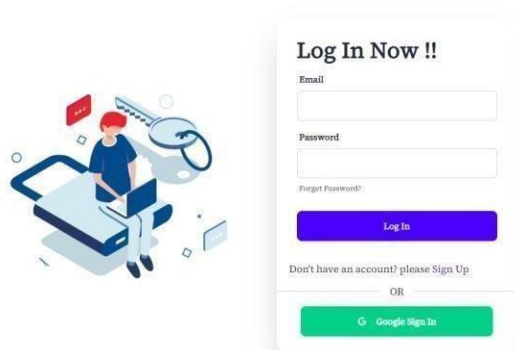 Log In Now !!
Email
Password
Forget Password?
Log In
Don't have an account? please Sign Up
OR
G Google Sign In